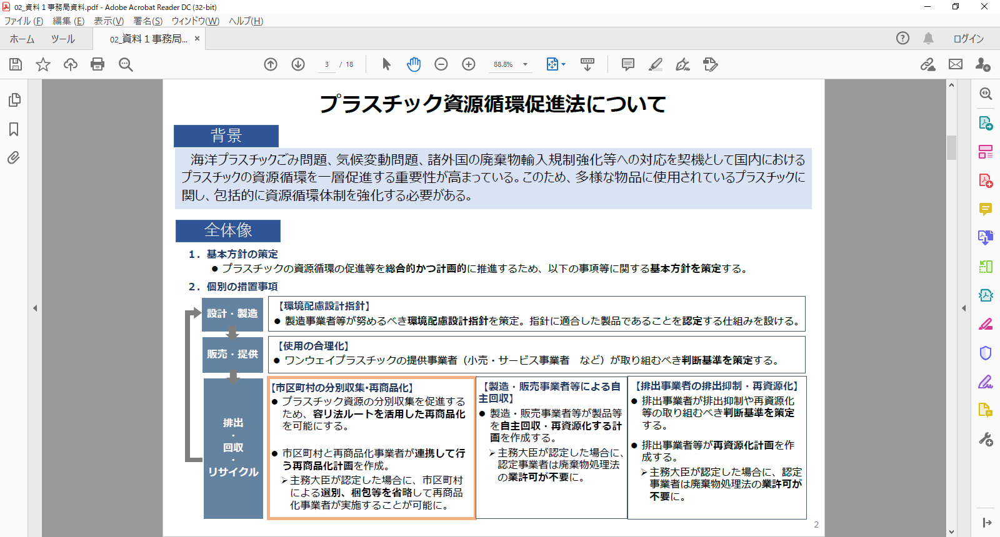 02_資料１事務局資料.pdf - Adobe Acrobat Reader DC (32-bit)
ファイル (F) 編集 (E) 表示(V) 署名(S) ウィンドウ(W) ヘルプ(H)
ホーム ツール 02_資料１事務局... × ログイン
3 / 18 88.8%
プラスチック資源循環促進法について
背景
海洋プラスチックごみ問題、気候変動問題、諸外国の廃棄物輸入規制強化等への対応を契機として国内における
プラスチックの資源循環を一層促進する重要性が高まっている。このため、多様な物品に使用されているプラスチックに
関し、包括的に資源循環体制を強化する必要がある。
全体像
１．基本方針の策定
● プラスチックの資源循環の促進等を総合的かつ計画的に推進するため、以下の事項等に関する基本方針を策定する。
２．個別の措置事項
設計・製造
【環境配慮設計指針】
● 製造事業者等が努めるべき環境配慮設計指針を策定。指針に適合した製品であることを認定する仕組みを設ける。
販売・提供
【使用の合理化】
● ワンウェイプラスチックの提供事業者（小売・サービス事業者　など）が取り組むべき判断基準を策定する。
排出
・
回収
・
リサイクル
【市区町村の分別収集・再商品化】
● プラスチック資源の分別収集を促進する
ため、容リ法ルートを活用した再商品化
を可能にする。
● 市区町村と再商品化事業者が連携して行
う再商品化計画を作成。
➢主務大臣が認定した場合に、市区町村
による選別、梱包等を省略して再商品
化事業者が実施することが可能に。
【製造・販売事業者等による自
主回収】
● 製造・販売事業者等が製品等
を自主回収・再資源化する計
画を作成する。
➢主務大臣が認定した場合に、
認定事業者は廃棄物処理法
の業許可が不要に。
【排出事業者の排出抑制・再資源化】
● 排出事業者が排出抑制や再資源化
等の取り組むべき判断基準を策定
する。
● 排出事業者等が再資源化計画を作
成する。
➢主務大臣が認定した場合に、認定
事業者は廃棄物処理法の業許可が
不要に。
2